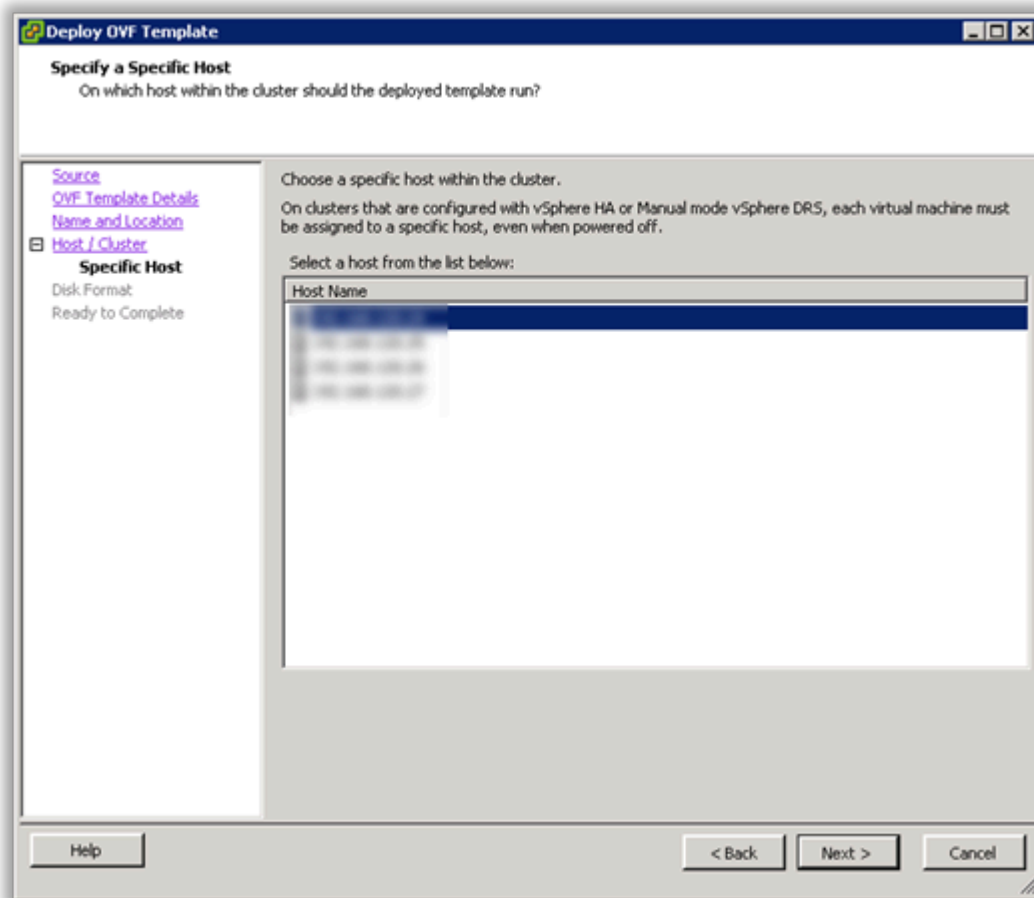 Deploy OVF Template
Specify a Specific Host
On which host within the cluster should the deployed template run?
Source
OVF Template Details
Name and Location
Host / Cluster
Specific Host
Disk Format
Ready to Complete
Choose a specific host within the cluster.
On clusters that are configured with vSphere HA or Manual mode vSphere DRS, each virtual machine must
be assigned to a specific host, even when powered off.
Select a host from the list below:
Host Name
Help
< Back
Next >
Cancel